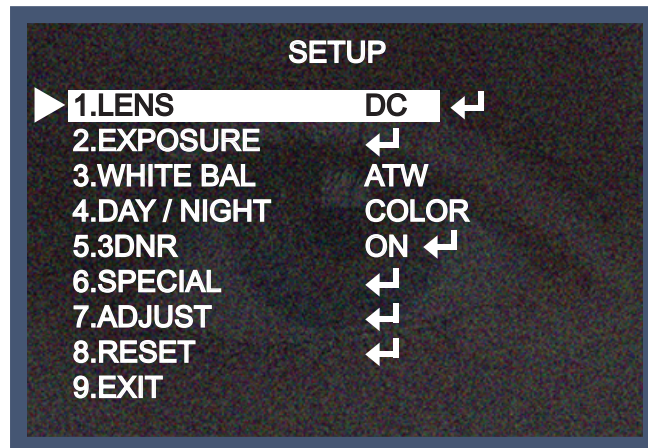 SETUP
1.LENS DC ↵
2.EXPOSURE ↵
3.WHITE BAL ATW
4.DAY / NIGHT COLOR
5.3DNR ON ↵
6.SPECIAL ↵
7.ADJUST ↵
8.RESET ↵
9.EXIT